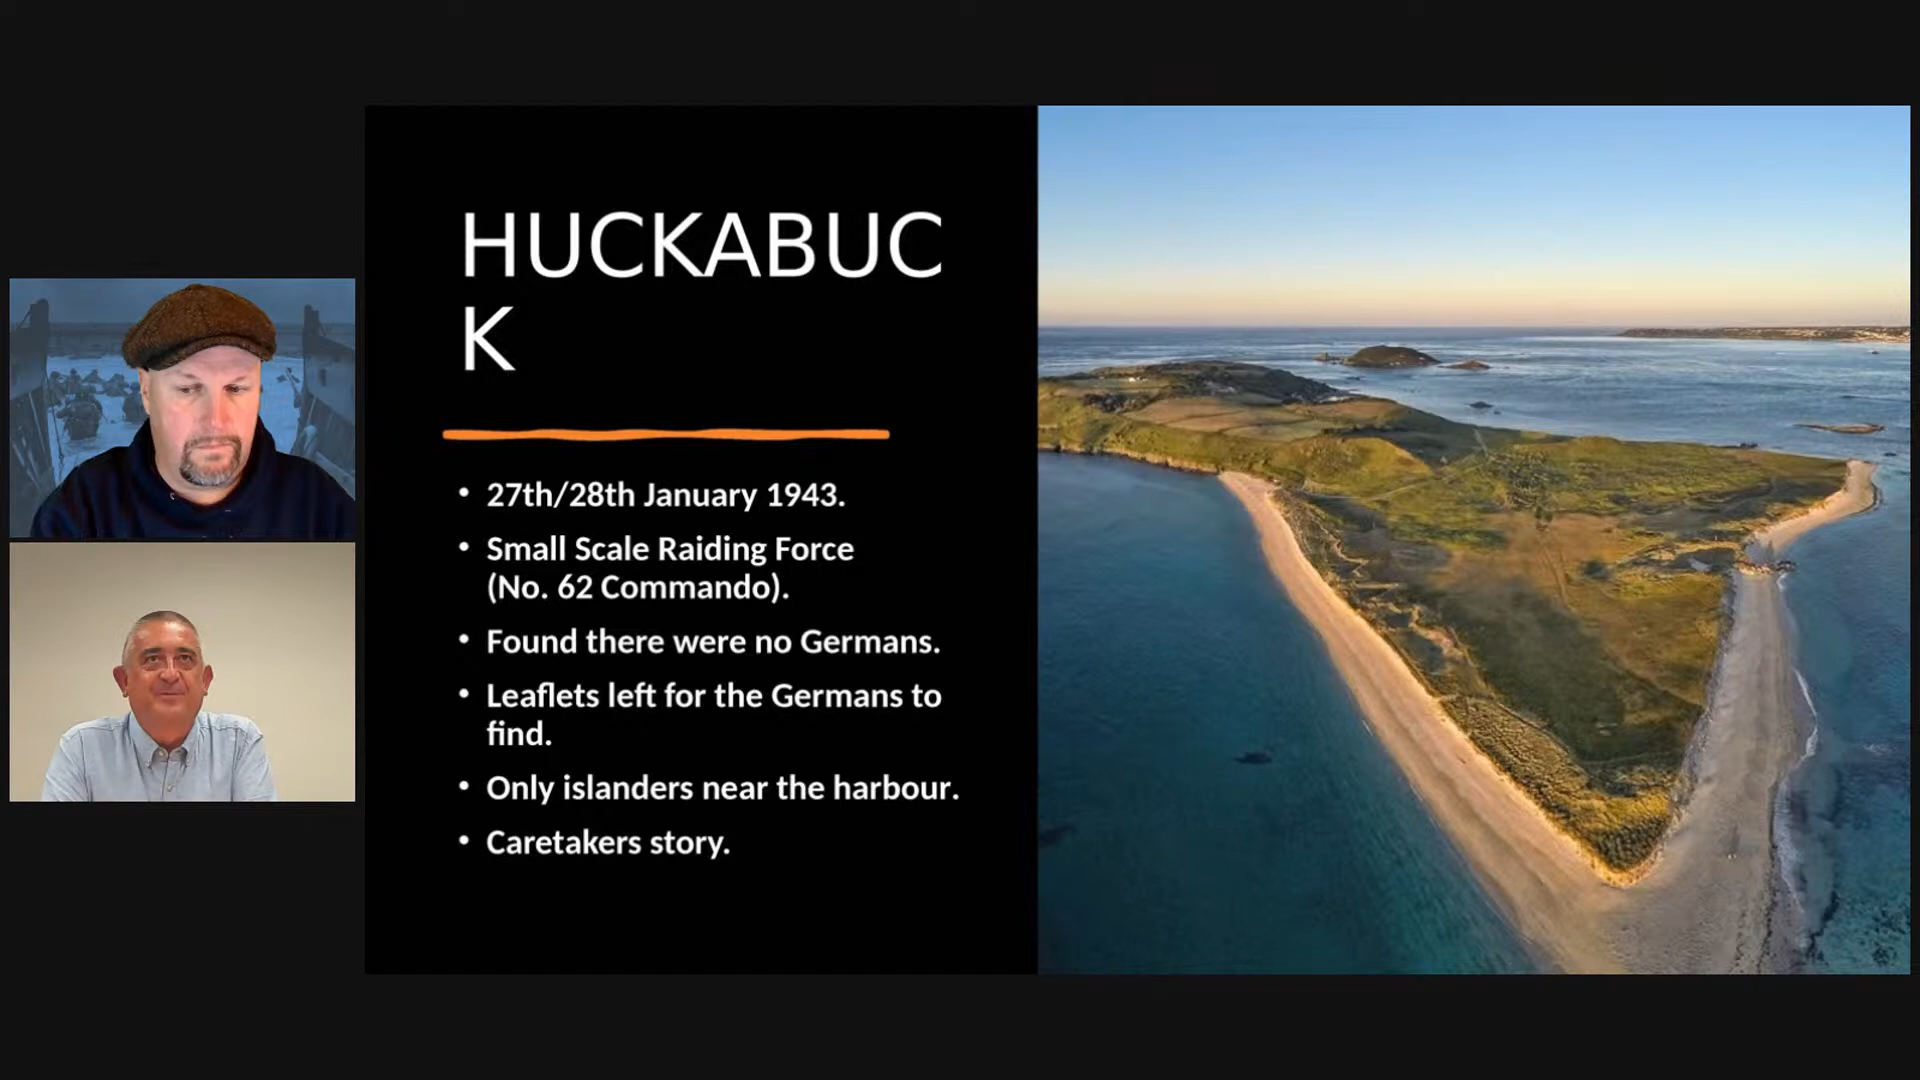 HUCKABUC
K
• 27th/28th January 1943.
• Small Scale Raiding Force
(No. 62 Commando).
• Found there were no Germans.
• Leaflets left for the Germans to
find.
• Only islanders near the harbour.
• Caretakers story.